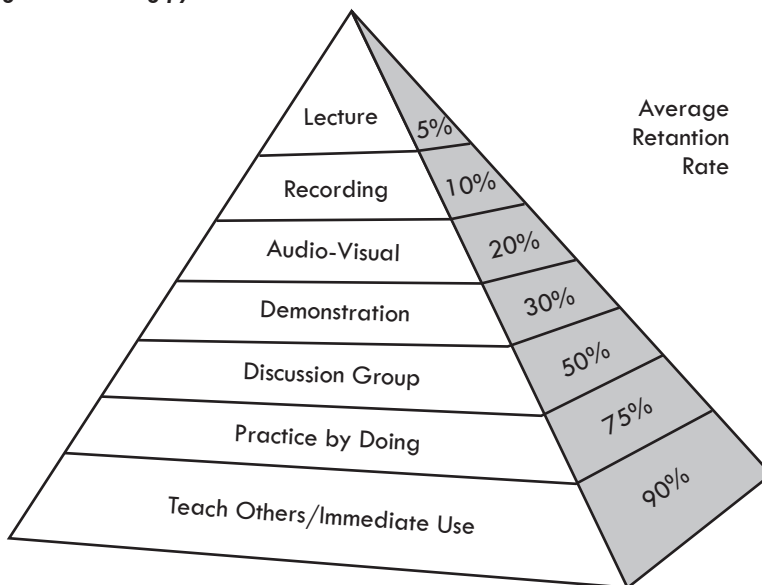 Lecture
5%
Average
Retention
Rate
Recording
10%
Audio-Visual
20%
Demonstration
30%
Discussion Group
50%
Practice by Doing
75%
Teach Others/Immediate Use
90%